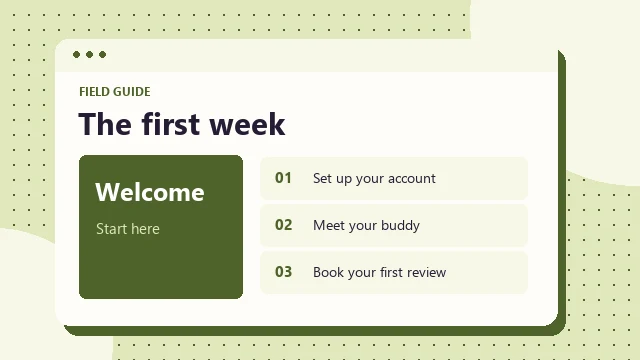 FIELD GUIDE
The first week
Welcome
Start here
01 Set up your account
02 Meet your buddy
03 Book your first review